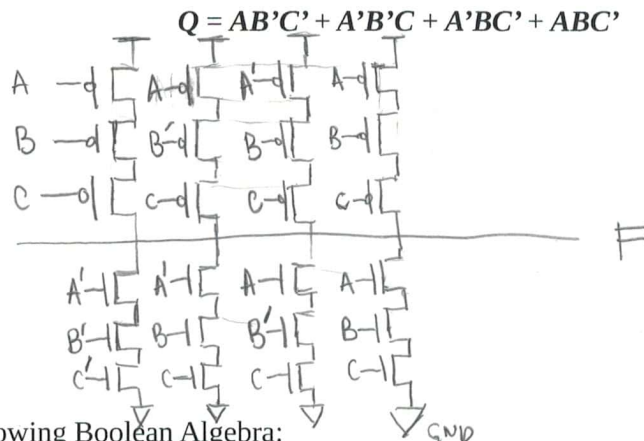 Q = AB’C’ + A’B’C + A’BC’ + ABC’
A A A' A
B B' B B
C C C C
F
A' A' A A
B' B B' B
C' C C C
GND
owing Boolean Algebra: